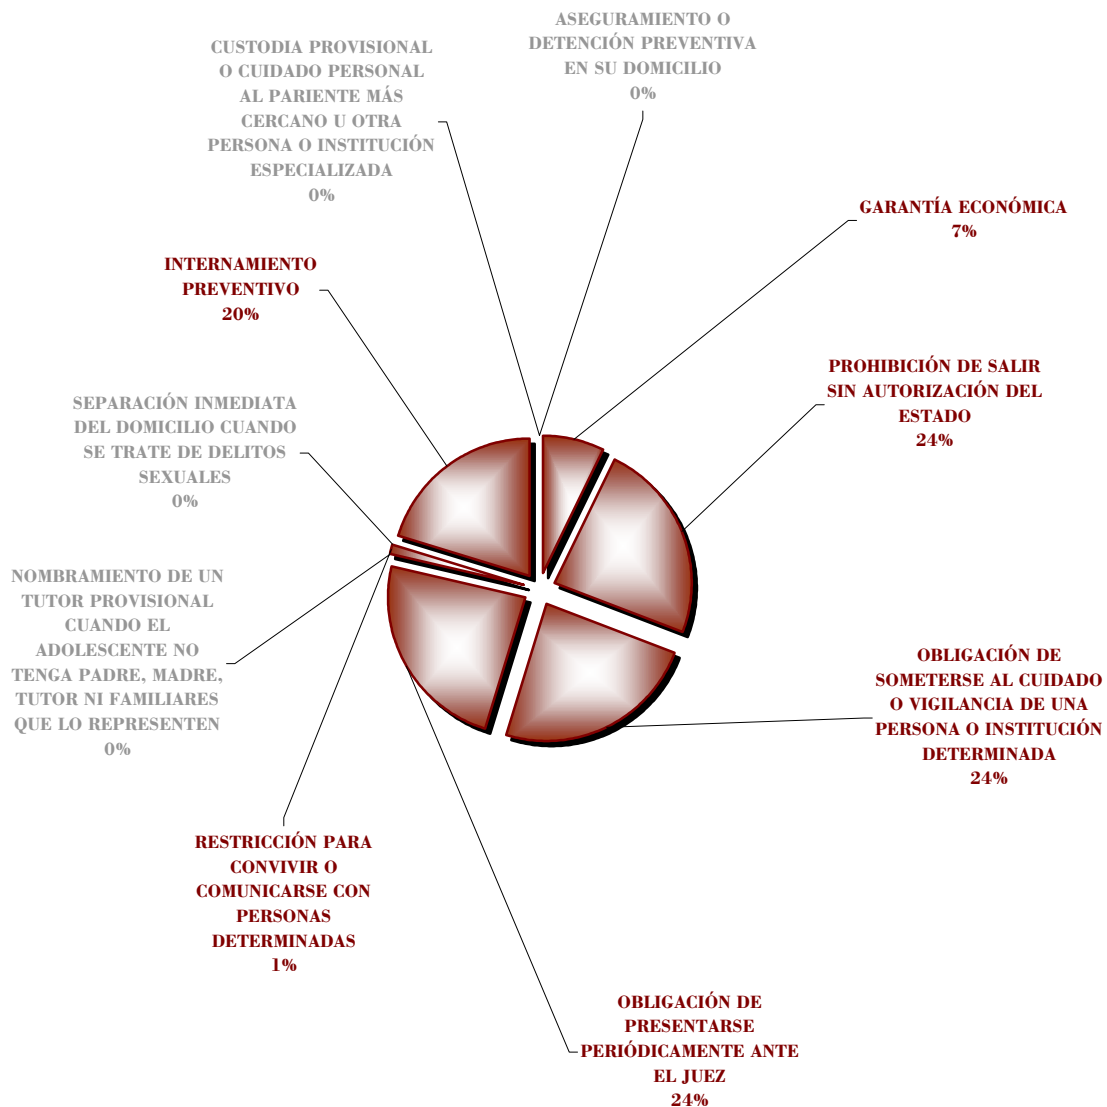 ASEGURAMIENTO O
DETENCIÓN PREVENTIVA
EN SU DOMICILIO
0%
CUSTODIA PROVISIONAL
O CUIDADO PERSONAL
AL PARIENTE MÁS
CERCANO U OTRA
PERSONA O INSTITUCIÓN
ESPECIALIZADA
0%
GARANTÍA ECONÓMICA
7%
INTERNAMIENTO
PREVENTIVO
20%
PROHIBICIÓN DE SALIR
SIN AUTORIZACIÓN DEL
ESTADO
24%
SEPARACIÓN INMEDIATA
DEL DOMICILIO CUANDO
SE TRATE DE DELITOS
SEXUALES
0%
NOMBRAMIENTO DE UN
TUTOR PROVISIONAL
CUANDO EL
ADOLESCENTE NO
TENGA PADRE, MADRE,
TUTOR NI FAMILIARES
QUE LO REPRESENTEN
0%
OBLIGACIÓN DE
SOMETERSE AL CUIDADO
O VIGILANCIA DE UNA
PERSONA O INSTITUCIÓN
DETERMINADA
24%
RESTRICCIÓN PARA
CONVIVIR O
COMUNICARSE CON
PERSONAS
DETERMINADAS
1%
OBLIGACIÓN DE
PRESENTARSE
PERIÓDICAMENTE ANTE
EL JUEZ
24%